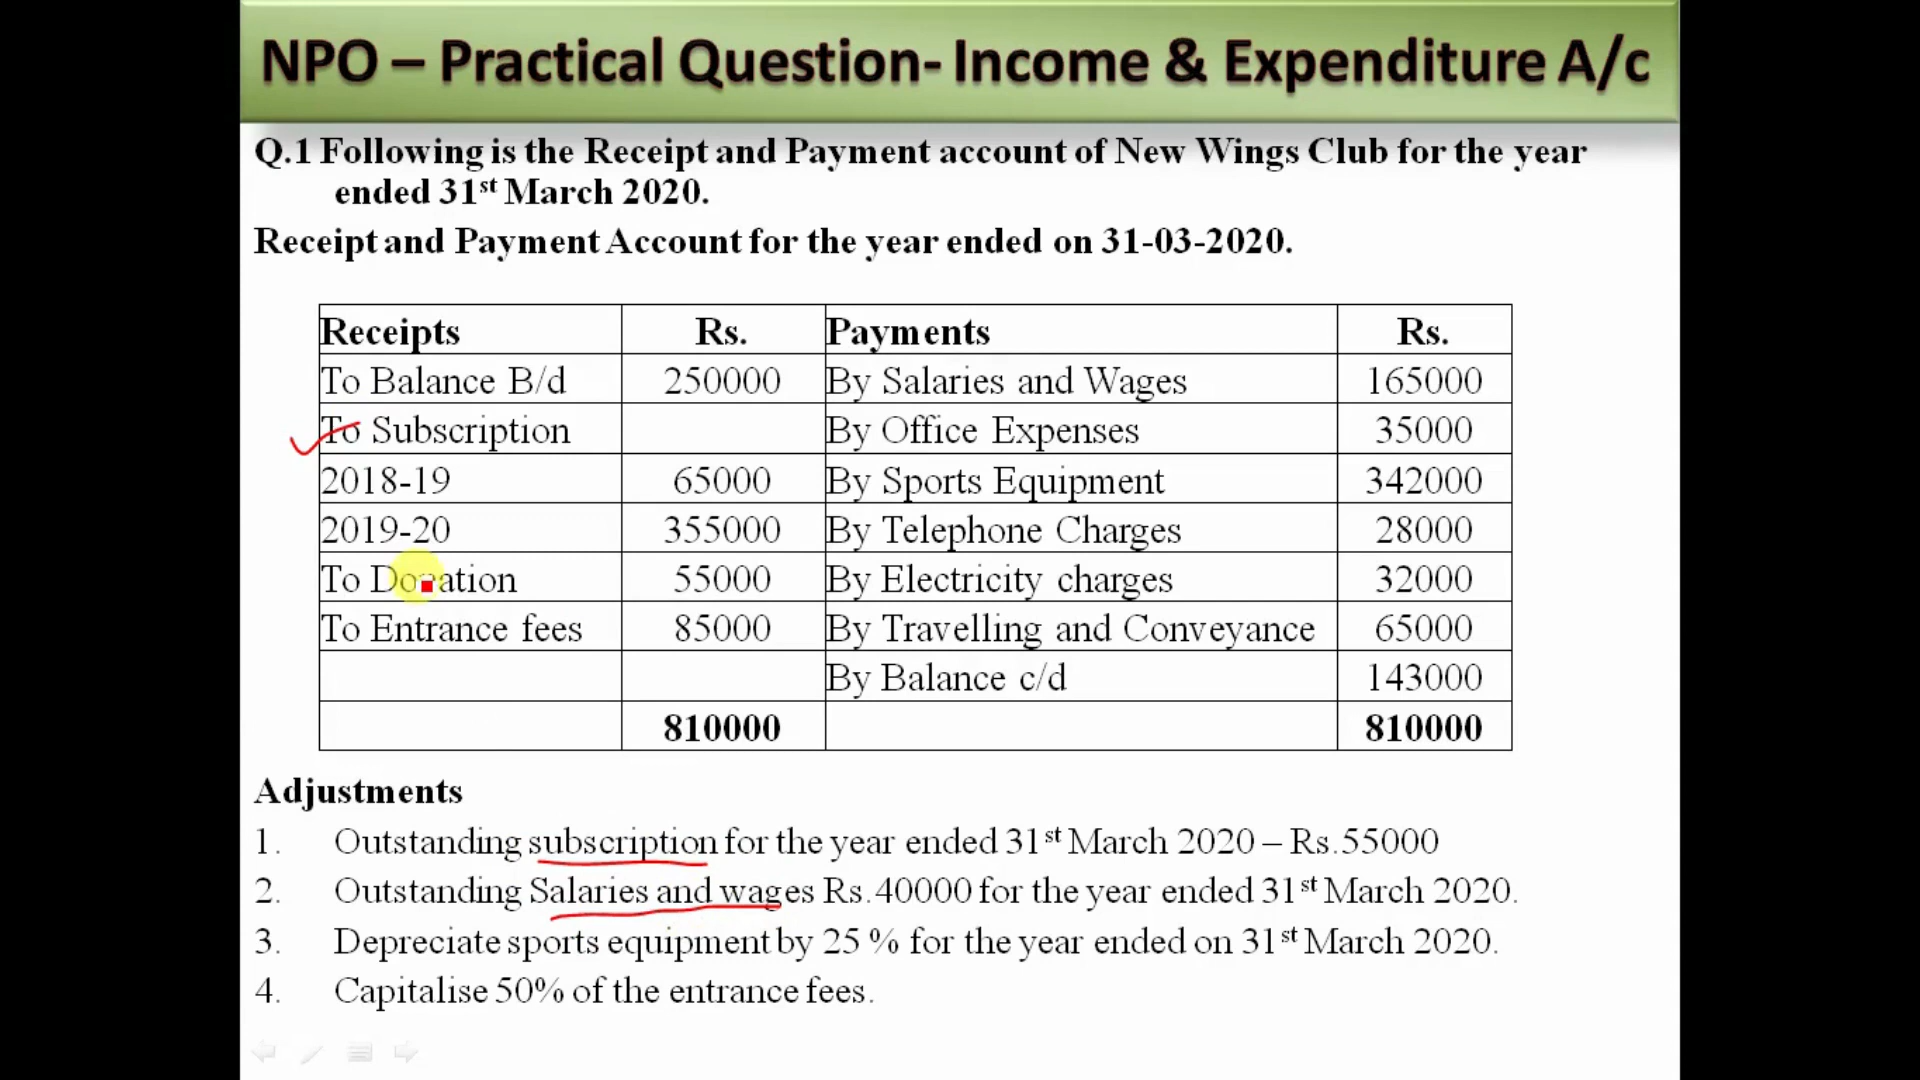 NPO – Practical Question- Income & Expenditure A/c
Q.1 Following is the Receipt and Payment account of New Wings Club for the year
ended 31st March 2020.
Receipt and Payment Account for the year ended on 31-03-2020.
Receipts Rs. Payments Rs.
To Balance B/d 250000 By Salaries and Wages 165000
To Subscription By Office Expenses 35000
2018-19 65000 By Sports Equipment 342000
2019-20 355000 By Telephone Charges 28000
To Donation 55000 By Electricity charges 32000
To Entrance fees 85000 By Travelling and Conveyance 65000
By Balance c/d 143000
810000 810000
Adjustments
1. Outstanding subscription for the year ended 31st March 2020 – Rs.55000
2. Outstanding Salaries and wages Rs.40000 for the year ended 31st March 2020.
3. Depreciate sports equipment by 25 % for the year ended on 31st March 2020.
4. Capitalise 50% of the entrance fees.